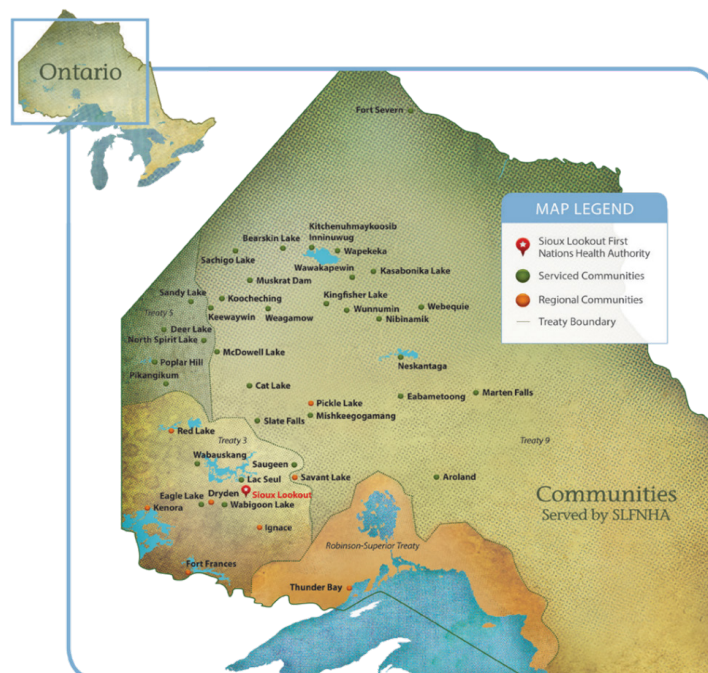 Ontario
Fort Severn
MAP LEGEND
Sioux Lookout First
Nations Health Authority
Serviced Communities
Regional Communities
Treaty Boundary
Kitchenuhmaykoosib
Inninuwug
Bearskin Lake
Wapekeka
Sachigo Lake
Wawakapewin
Kasabonika Lake
Muskrat Dam
Sandy Lake
Koocheching
Kingfisher Lake
Webequie
Keewaywin
Weagamow
Wunnumin
Nibinamik
Treaty 5
Deer Lake
North Spirit Lake
McDowell Lake
Poplar Hill
Neskantaga
Pikangikum
Cat Lake
Eabametoong
Marten Falls
Pickle Lake
Mishkeegogamang
Slate Falls
Red Lake
Treaty 3
Treaty 9
Wabauskang
Saugeen
Lac Seul
Savant Lake
Aroland
Eagle Lake
Dryden
Sioux Lookout
Kenora
Wabigoon Lake
Communities
Served by SLFNHA
Ignace
Robinson-Superior Treaty
Fort Frances
Thunder Bay